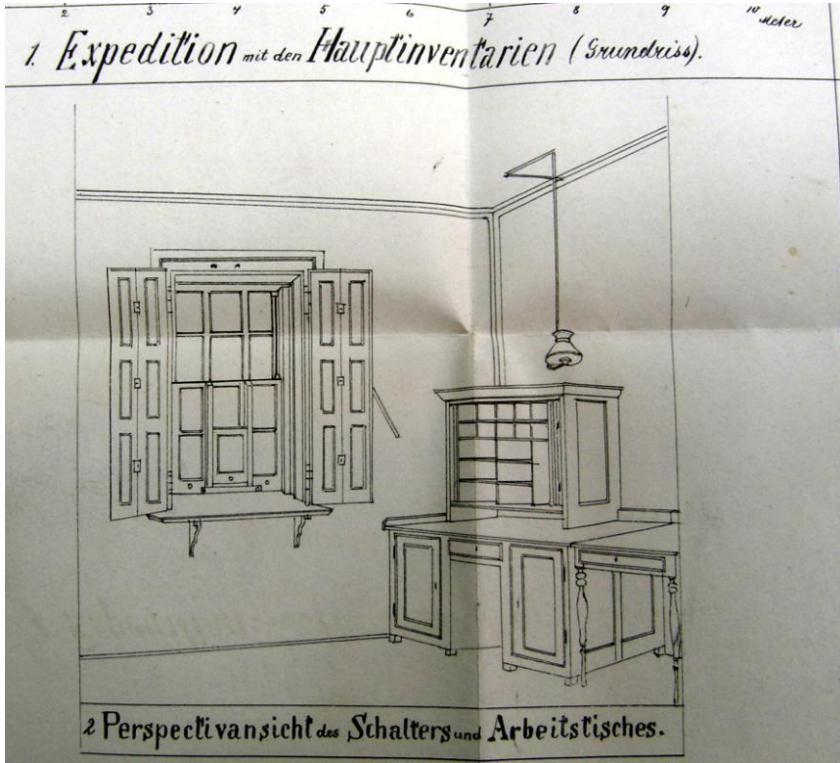 2 3 4 5 6 7 8 9 10 Meter
1. Expedition mit den Hauptinventarien (Grundriss).
2 Perspectivansicht des Schalters und Arbeitstisches.